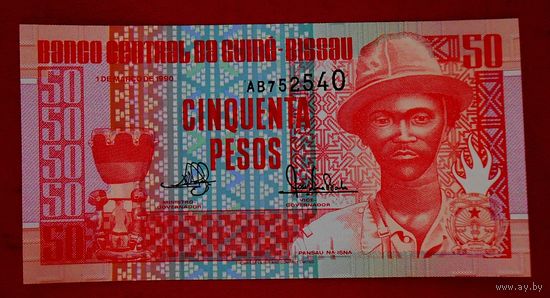 BANCO CENTRAL DA GUINÉ-BISSAU
50
1 DE MARÇO DE 1990
AB752540
50
50
50
50
50
CINQUENTA
PESOS
MINISTRO
GOVERNADOR
VICE-
GOVERNADOR
PANSAU NA ISNA
50
www.ay.by